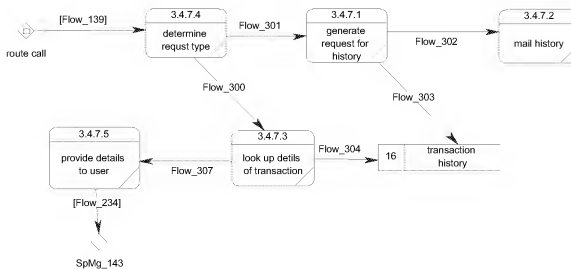 [Flow_139]
route call
3.4.7.4
determine
requst type
Flow_301
3.4.7.1
generate
request for
history
Flow_302
3.4.7.2
mail history
Flow_300
Flow_303
3.4.7.5
provide details
to user
Flow_307
3.4.7.3
look up detils
of transaction
Flow_304
16
transaction
history
[Flow_234]
SpMg_143